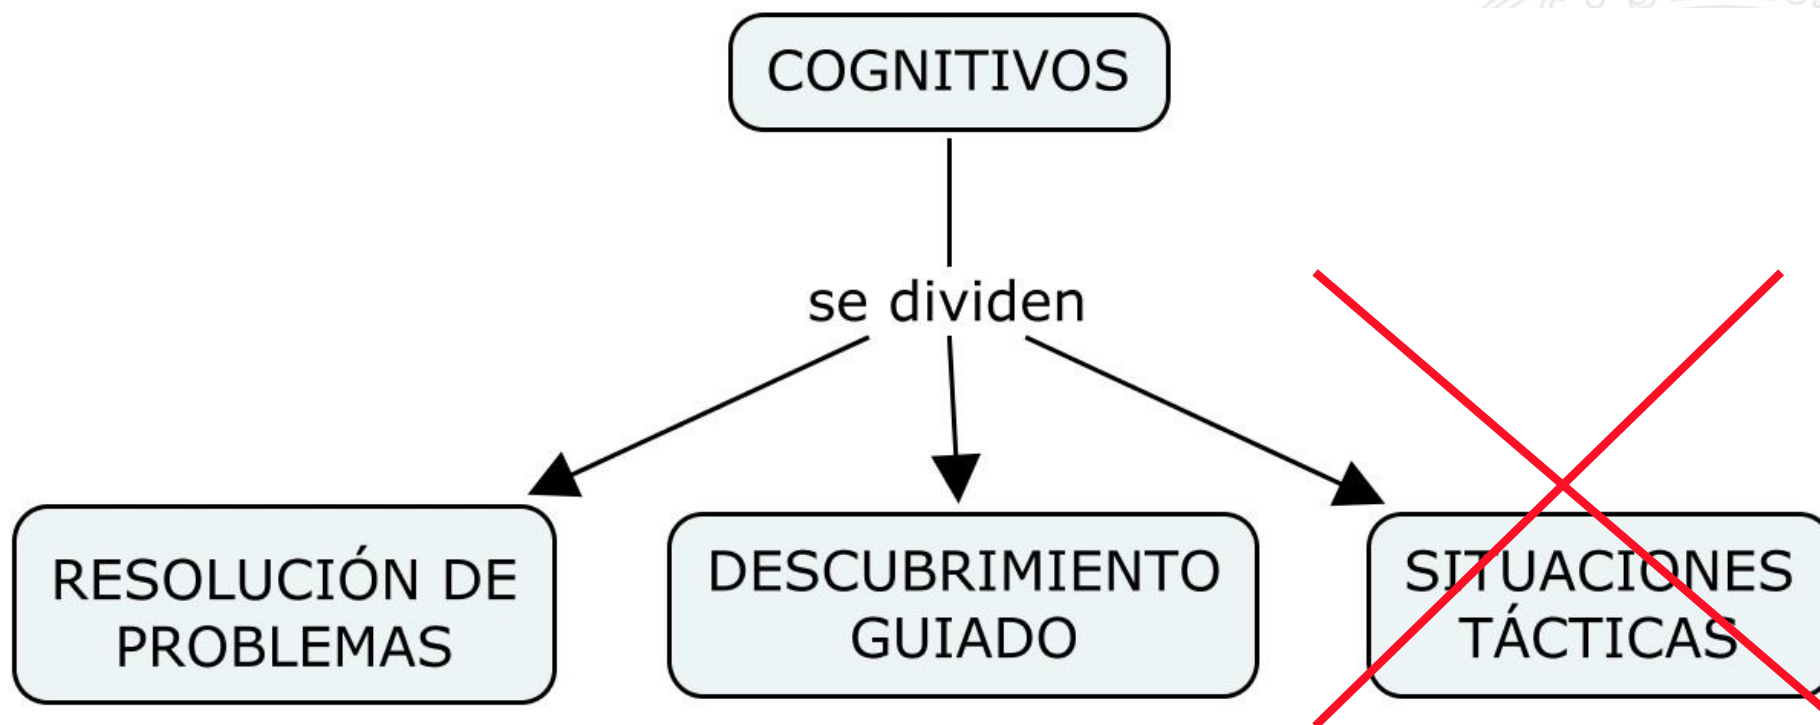 COGNITIVOS
se dividen
RESOLUCIÓN DE
PROBLEMAS
DESCUBRIMIENTO
GUIADO
SITUACIONES
TÁCTICAS